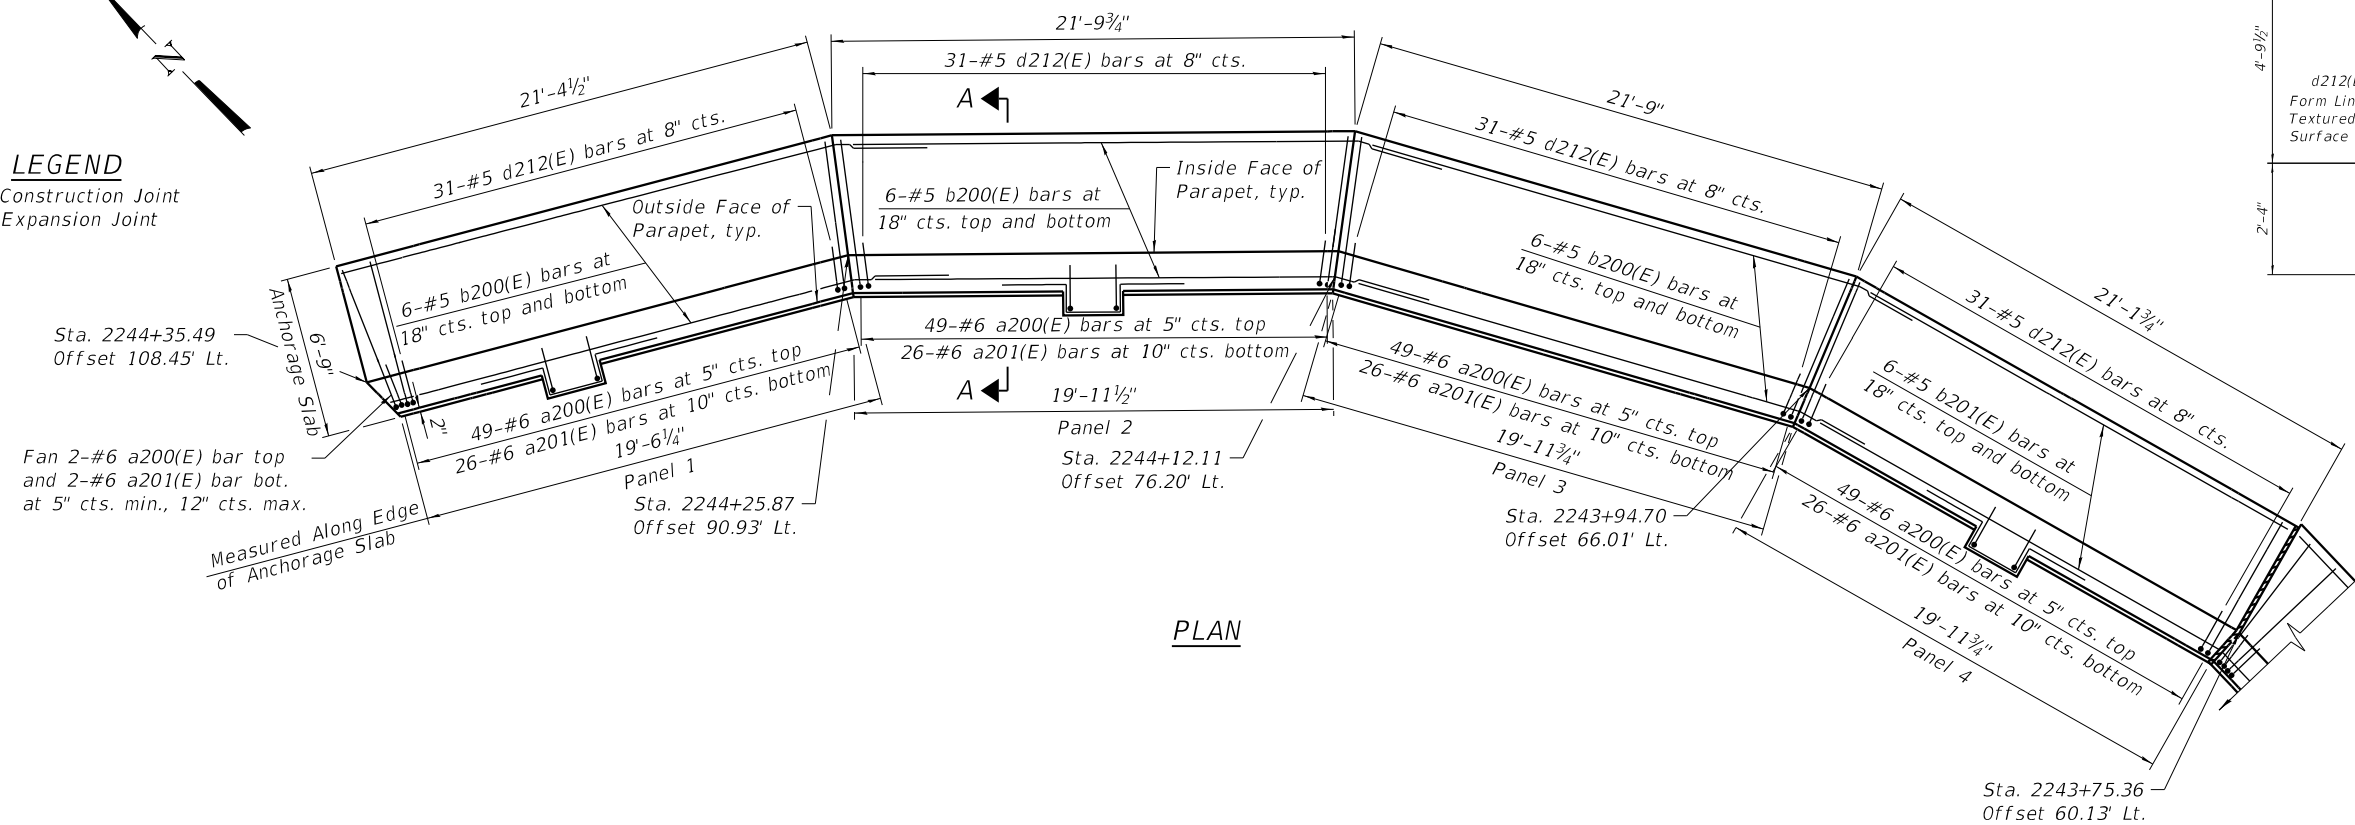 N
LEGEND
Construction Joint
Expansion Joint
21'-4½"
31-#5 d212(E) bars at 8" cts.
6-#5 b200(E) bars at
18" cts. top and bottom
Outside Face of
Parapet, typ.
6'-9"
Anchorage Slab
Sta. 2244+35.49
Offset 108.45' Lt.
Fan 2-#6 a200(E) bar top
and 2-#6 a201(E) bar bot.
at 5" cts. min., 12" cts. max.
2"
49-#6 a200(E) bars at 5" cts. top
26-#6 a201(E) bars at 10" cts. bottom
19'-6¼"
Panel 1
Measured Along Edge
of Anchorage Slab
Sta. 2244+25.87
Offset 90.93' Lt.
21'-9¾"
31-#5 d212(E) bars at 8" cts.
A
6-#5 b200(E) bars at
18" cts. top and bottom
Inside Face of
Parapet, typ.
49-#6 a200(E) bars at 5" cts. top
26-#6 a201(E) bars at 10" cts. bottom
A
19'-11½"
Panel 2
Sta. 2244+12.11
Offset 76.20' Lt.
21'-9"
31-#5 d212(E) bars at 8" cts.
6-#5 b200(E) bars at
18" cts. top and bottom
49-#6 a200(E) bars at 5" cts. top
26-#6 a201(E) bars at 10" cts. bottom
19'-11¾"
Panel 3
Sta. 2243+94.70
Offset 66.01' Lt.
21'-1¾"
31-#5 d212(E) bars at 8" cts.
6-#5 b201(E) bars at
18" cts. top and bottom
49-#6 a200(E) bars at 5" cts. top
26-#6 a201(E) bars at 10" cts. bottom
19'-11¾"
Panel 4
Sta. 2243+75.36
Offset 60.13' Lt.
4'-9½"
d212(E
Form Lin
Textured
Surface
2'-4"
PLAN